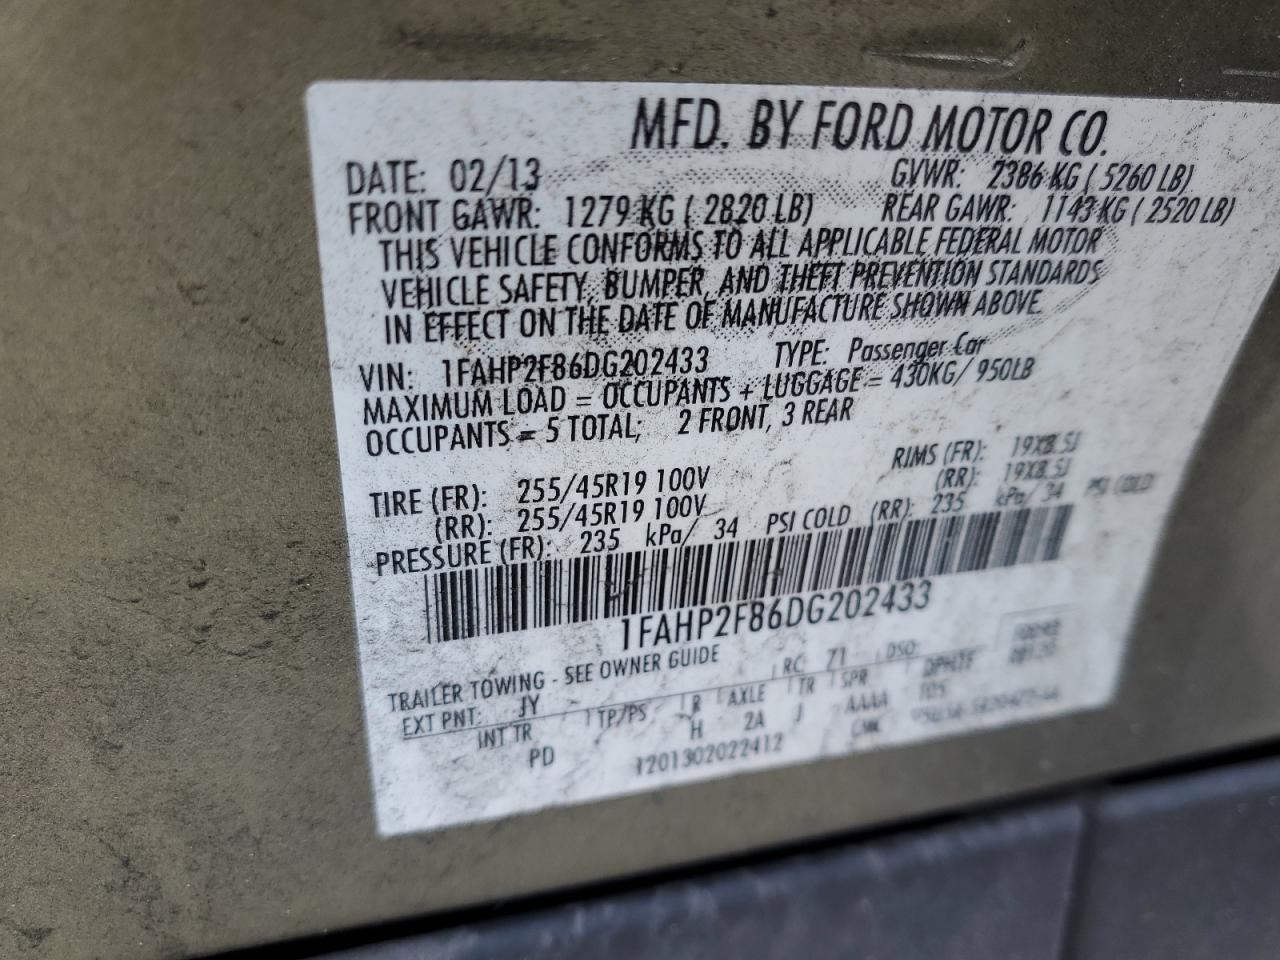 MFD. BY FORD MOTOR CO.
DATE: 02/13 GVWR: 2386 KG ( 5260 LB)
FRONT GAWR: 1279 KG ( 2820 LB) REAR GAWR: 1143 KG ( 2520 LB)
THIS VEHICLE CONFORMS TO ALL APPLICABLE FEDERAL MOTOR
VEHICLE SAFETY, BUMPER, AND THEFT PREVENTION STANDARDS
IN EFFECT ON THE DATE OF MANUFACTURE SHOWN ABOVE.
VIN: 1FAHP2F86DG202433 TYPE: Passenger Car
MAXIMUM LOAD = OCCUPANTS + LUGGAGE = 430KG/ 950LB
OCCUPANTS = 5 TOTAL; 2 FRONT, 3 REAR
TIRE (FR): 255/45R19 100V RIMS (FR): 19X8.5J
(RR): 255/45R19 100V (RR): 19X8.5J
PRESSURE (FR): 235 kPa/ 34 PSI COLD (RR): 235 kPa/ 34 PSI COLD
1FAHP2F86DG202433
TRAILER TOWING - SEE OWNER GUIDE
EXT PNT: JY RC: 71 DSO:
INT TR TP/PS R AXLE TR SPR
PD H 2A J AAAA
1201302022412